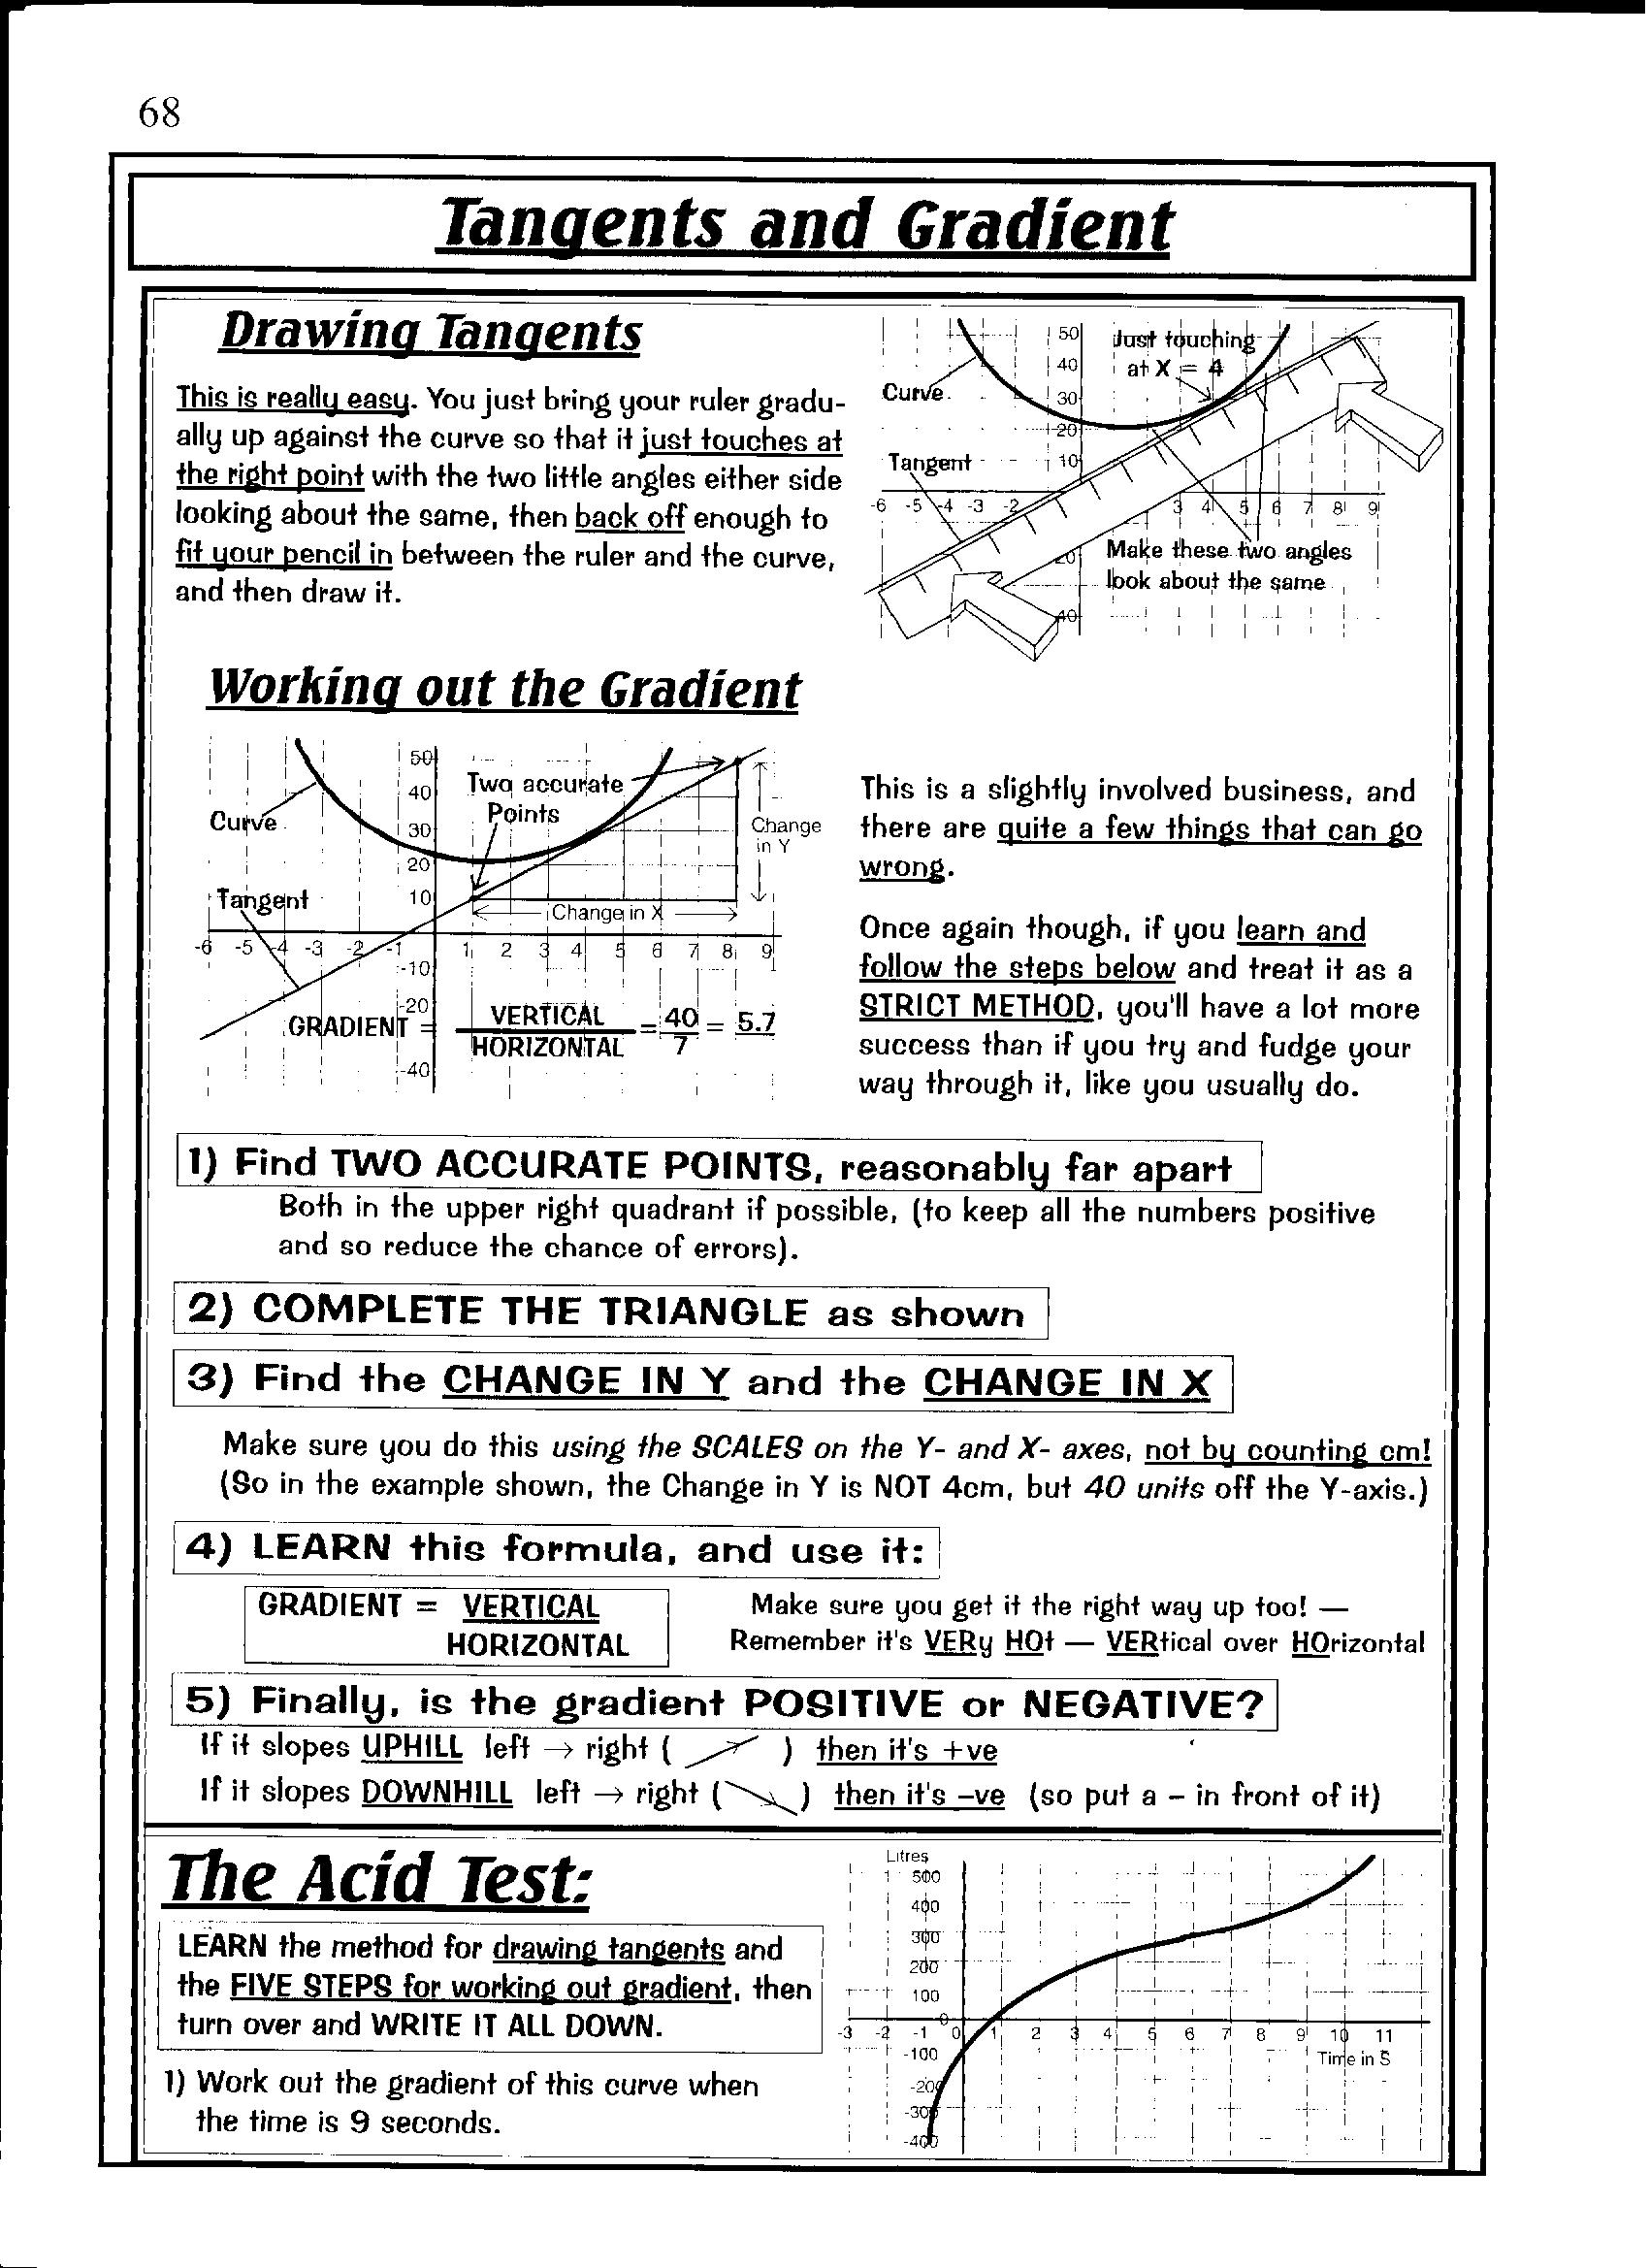 68
Tangents and Gradient
Drawing Tangents
This is really easy. You just bring your ruler gradu-
ally up against the curve so that it just touches at
the right point with the two little angles either side
looking about the same, then back off enough to
fit your pencil in between the ruler and the curve,
and then draw it.
50
40
30
20
10
Just touching
at X = 4
Curve
Tangent
-6 -5 -4 -3 -2 3 4 5 6 7 8 9
Make these two angles
look about the same
40
Working out the Gradient
50
40
30
20
10
Two accurate
Points
Curve
Change
in Y
Tangent
Change in X
-6 -5 -4 -3 -2 -1 1 2 3 4 5 6 7 8 9
-10
-20
-40
GRADIENT = VERTICAL = 40 = 5.7
HORIZONTAL 7
This is a slightly involved business, and
there are quite a few things that can go
wrong.
Once again though, if you learn and
follow the steps below and treat it as a
STRICT METHOD, you'll have a lot more
success than if you try and fudge your
way through it, like you usually do.
1) Find TWO ACCURATE POINTS, reasonably far apart
Both in the upper right quadrant if possible, (to keep all the numbers positive
and so reduce the chance of errors).
2) COMPLETE THE TRIANGLE as shown
3) Find the CHANGE IN Y and the CHANGE IN X
Make sure you do this using the SCALES on the Y- and X- axes, not by counting cm!
(So in the example shown, the Change in Y is NOT 4cm, but 40 units off the Y-axis.)
4) LEARN this formula, and use it:
GRADIENT = VERTICAL
HORIZONTAL
Make sure you get it the right way up too! —
Remember it's VERy HOt — VERtical over HOrizontal
5) Finally, is the gradient POSITIVE or NEGATIVE?
If it slopes UPHILL left → right ( ) then it's +ve
If it slopes DOWNHILL left → right ( ) then it's –ve (so put a – in front of it)
The Acid Test:
LEARN the method for drawing tangents and
the FIVE STEPS for working out gradient, then
turn over and WRITE IT ALL DOWN.
1) Work out the gradient of this curve when
the time is 9 seconds.
Litres
500
400
300
200
100
0
-3 -2 -1 0 1 2 3 4 5 6 7 8 9 10 11
Time in S
-100
-200
-300
-400